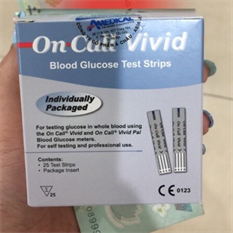 MEDICAL
On Call® Vivid
Blood Glucose Test Strips
Individually
Packaged
For testing glucose in whole blood using
the On Call® Vivid and On Call® Vivid Pal
Blood Glucose meters.
For self testing and professional use.
Contents:
• 25 Test Strips
• Package Insert
25
CE 0123